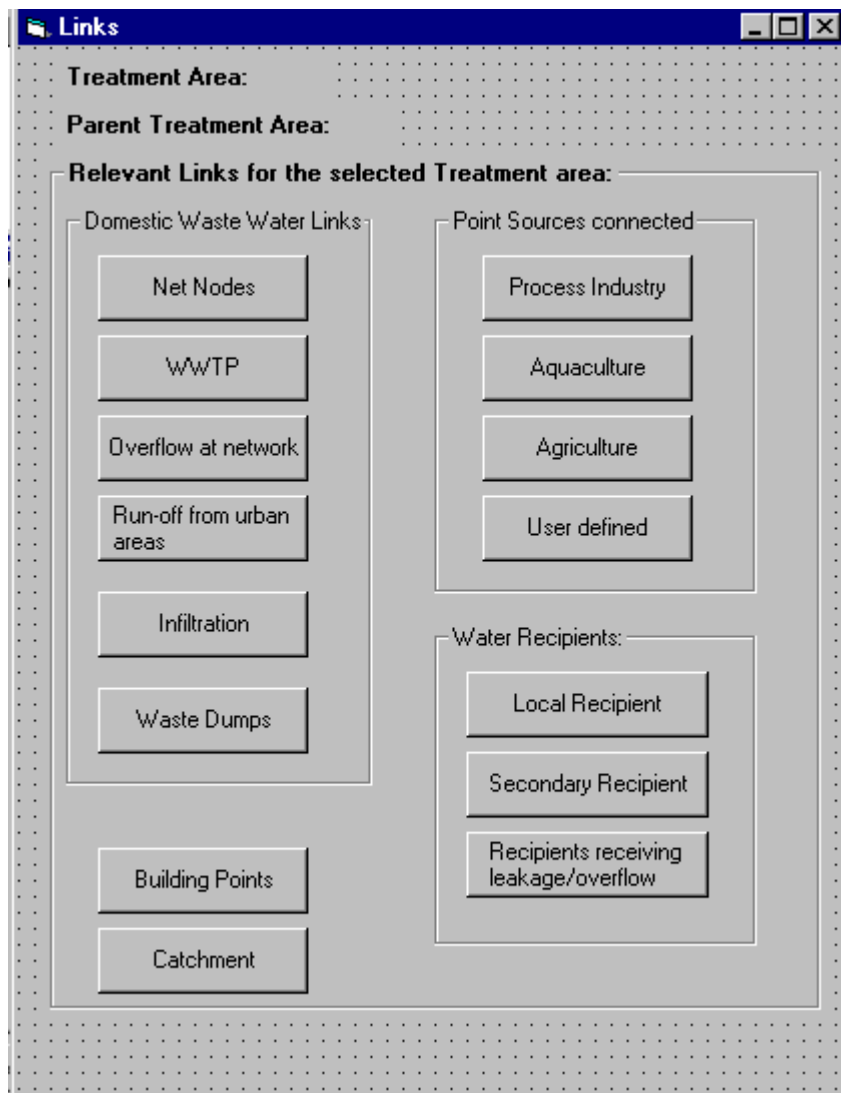 Links
Treatment Area:
Parent Treatment Area:
Relevant Links for the selected Treatment area:
Domestic Waste Water Links
Net Nodes
WWTP
Overflow at network
Run-off from urban
areas
Infiltration
Waste Dumps
Building Points
Catchment
Point Sources connected
Process Industry
Aquaculture
Agriculture
User defined
Water Recipients:
Local Recipient
Secondary Recipient
Recipients receiving
leakage/overflow